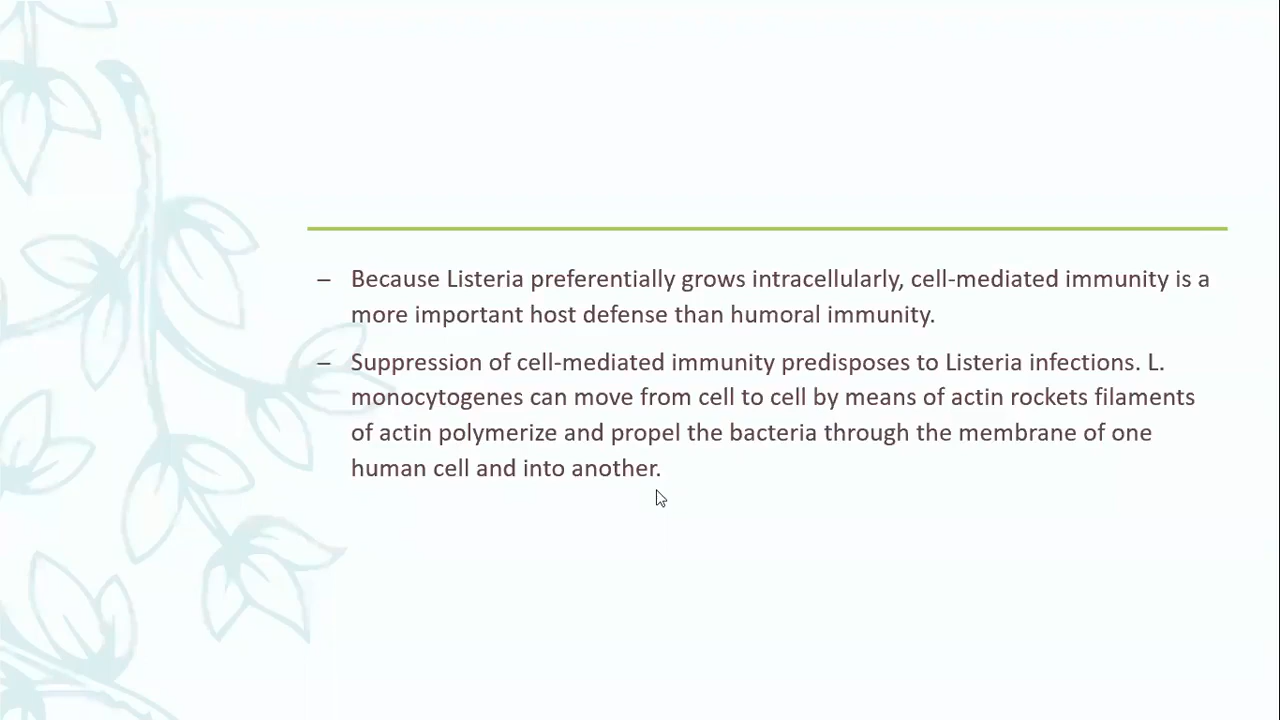 – Because Listeria preferentially grows intracellularly, cell-mediated immunity is a
more important host defense than humoral immunity.
– Suppression of cell-mediated immunity predisposes to Listeria infections. L.
monocytogenes can move from cell to cell by means of actin rockets filaments
of actin polymerize and propel the bacteria through the membrane of one
human cell and into another.